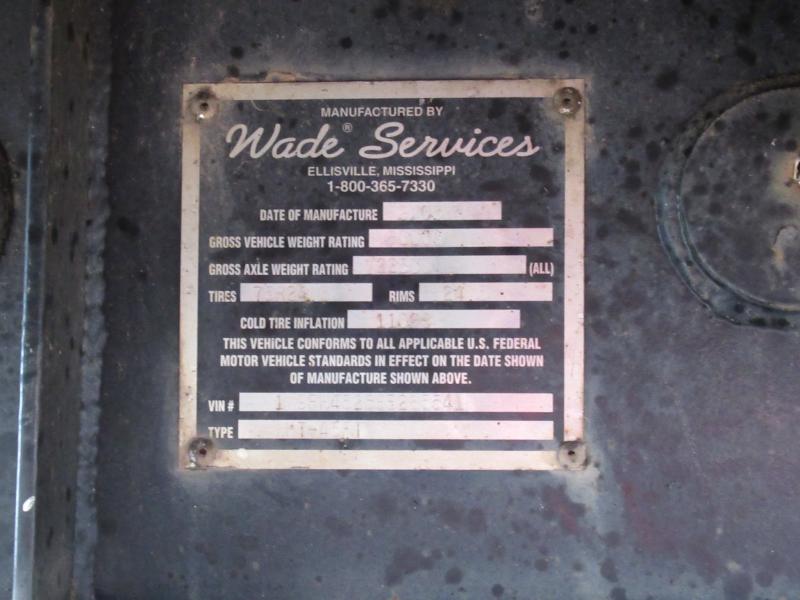 MANUFACTURED BY
Wade® Services
ELLISVILLE, MISSISSIPPI
1-800-365-7330
DATE OF MANUFACTURE
GROSS VEHICLE WEIGHT RATING
GROSS AXLE WEIGHT RATING (ALL)
TIRES RIMS
COLD TIRE INFLATION
THIS VEHICLE CONFORMS TO ALL APPLICABLE U.S. FEDERAL
MOTOR VEHICLE STANDARDS IN EFFECT ON THE DATE SHOWN
OF MANUFACTURE SHOWN ABOVE.
VIN #
TYPE